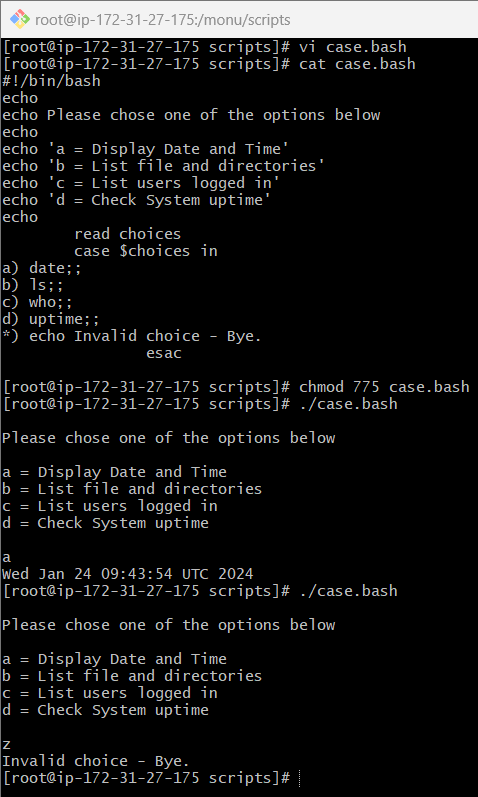 root@ip-172-31-27-175:/monu/scripts
[root@ip-172-31-27-175 scripts]# vi case.bash
[root@ip-172-31-27-175 scripts]# cat case.bash
#!/bin/bash
echo
echo Please chose one of the options below
echo
echo 'a = Display Date and Time'
echo 'b = List file and directories'
echo 'c = List users logged in'
echo 'd = Check System uptime'
echo
        read choices
        case $choices in
a) date;;
b) ls;;
c) who;;
d) uptime;;
*) echo Invalid choice - Bye.
                esac
[root@ip-172-31-27-175 scripts]# chmod 775 case.bash
[root@ip-172-31-27-175 scripts]# ./case.bash
Please chose one of the options below
a = Display Date and Time
b = List file and directories
c = List users logged in
d = Check System uptime
a
Wed Jan 24 09:43:54 UTC 2024
[root@ip-172-31-27-175 scripts]# ./case.bash
Please chose one of the options below
a = Display Date and Time
b = List file and directories
c = List users logged in
d = Check System uptime
z
Invalid choice - Bye.
[root@ip-172-31-27-175 scripts]#